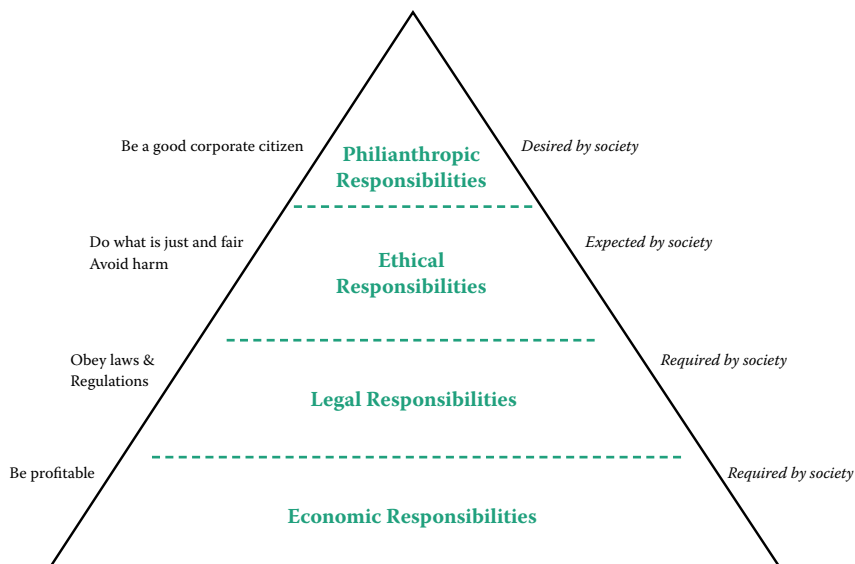 Be a good corporate citizen
Philianthropic
Responsibilities
Desired by society
Do what is just and fair
Avoid harm
Ethical
Responsibilities
Expected by society
Obey laws &
Regulations
Legal Responsibilities
Required by society
Be profitable
Economic Responsibilities
Required by society